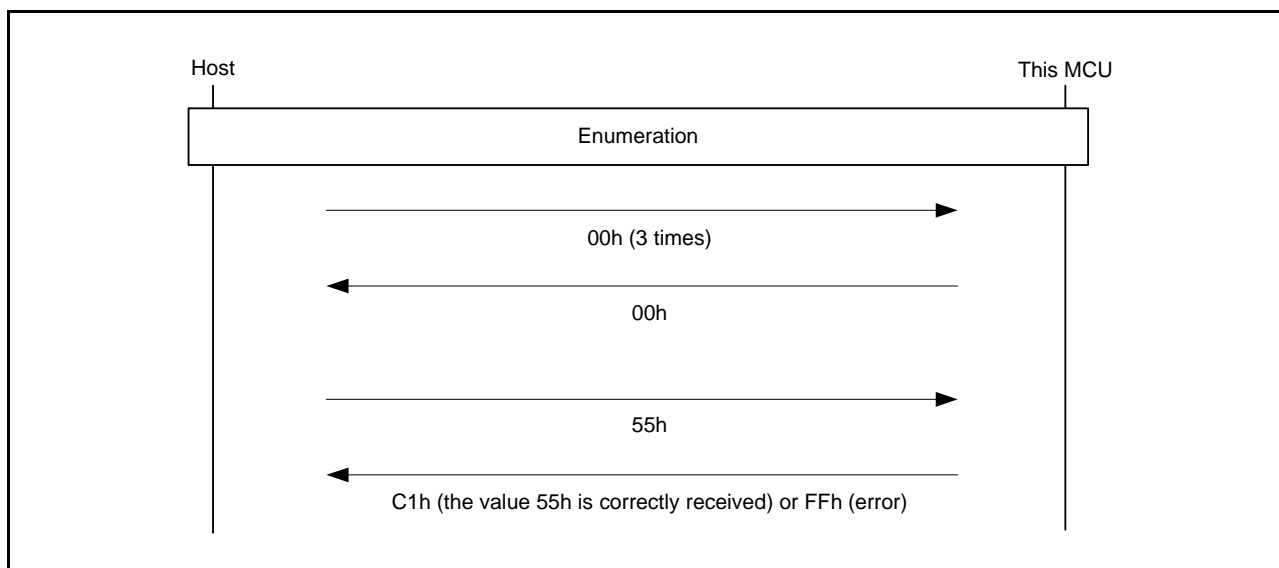 Host
This MCU
Enumeration
00h (3 times)
00h
55h
C1h (the value 55h is correctly received) or FFh (error)